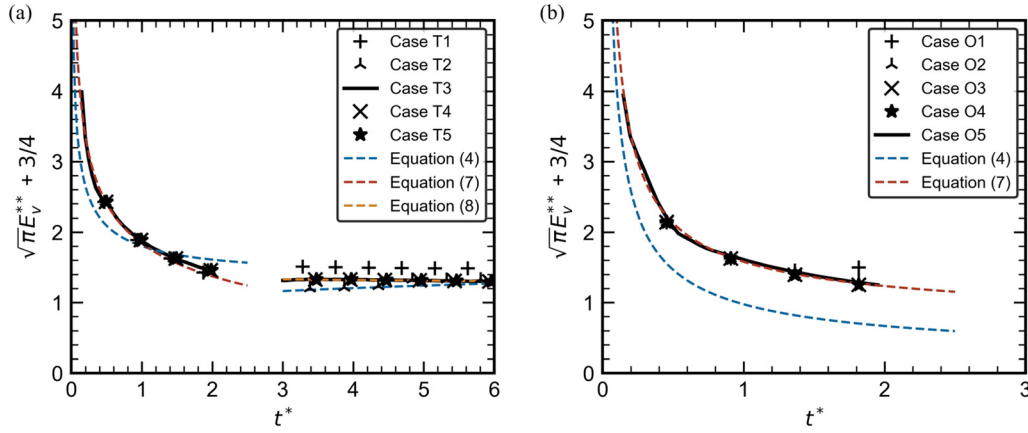 (a)
5
4
3
2
1
0
√πE_v^** + 3/4
0 1 2 3 4 5 6
t*
Case T1
Case T2
Case T3
Case T4
Case T5
Equation (4)
Equation (7)
Equation (8)
(b)
5
4
3
2
1
0
√πE_v^** + 3/4
0 1 2 3
t*
Case O1
Case O2
Case O3
Case O4
Case O5
Equation (4)
Equation (7)